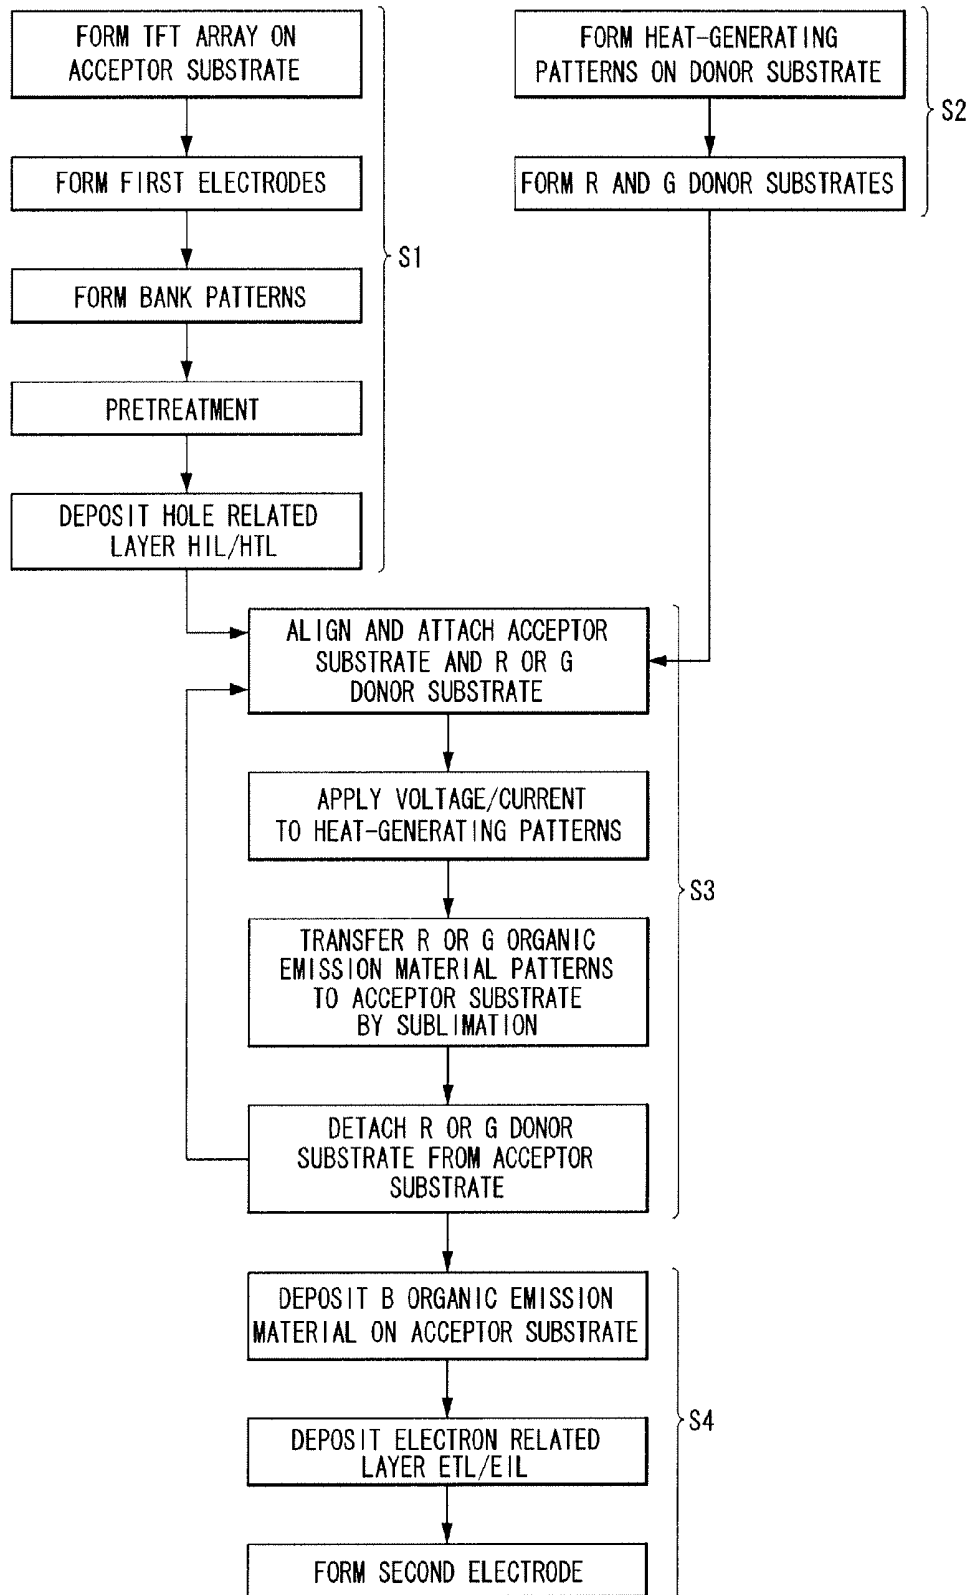 FORM TFT ARRAY ON
ACCEPTOR SUBSTRATE
FORM FIRST ELECTRODES
FORM BANK PATTERNS
PRETREATMENT
DEPOSIT HOLE RELATED
LAYER HIL/HTL
S1
FORM HEAT-GENERATING
PATTERNS ON DONOR SUBSTRATE
FORM R AND G DONOR SUBSTRATES
S2
ALIGN AND ATTACH ACCEPTOR
SUBSTRATE AND R OR G
DONOR SUBSTRATE
APPLY VOLTAGE/CURRENT
TO HEAT-GENERATING PATTERNS
TRANSFER R OR G ORGANIC
EMISSION MATERIAL PATTERNS
TO ACCEPTOR SUBSTRATE
BY SUBLIMATION
DETACH R OR G DONOR
SUBSTRATE FROM ACCEPTOR
SUBSTRATE
S3
DEPOSIT B ORGANIC EMISSION
MATERIAL ON ACCEPTOR SUBSTRATE
DEPOSIT ELECTRON RELATED
LAYER ETL/EIL
FORM SECOND ELECTRODE
S4